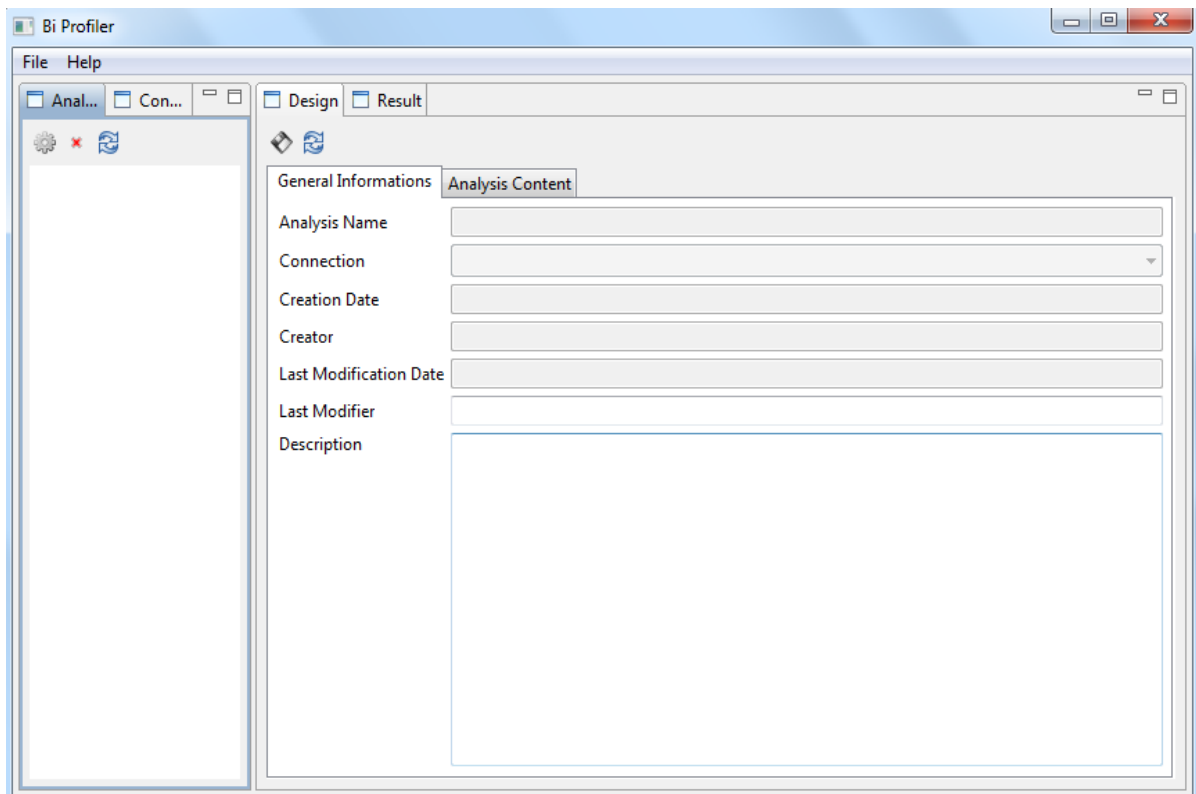 Bi Profiler
File Help
Anal... Con... Design Result
General Informations Analysis Content
Analysis Name
Connection
Creation Date
Creator
Last Modification Date
Last Modifier
Description